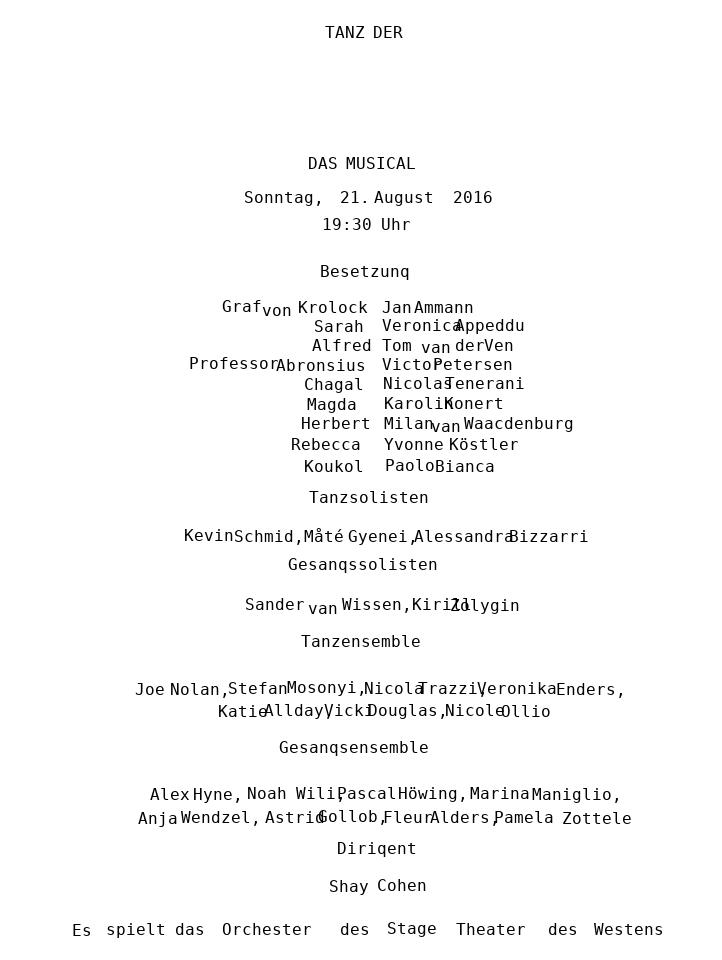 TANZ DER
DAS MUSICAL
Sonntag, 21. August 2016
19:30 Uhr
Besetzunq
Graf von Krolock Jan Ammann
Sarah Veronica Appeddu
Alfred Tom van der Ven
Professor Abronsius Victor Petersen
Chagal Nicolas Tenerani
Magda Karolin Konert
Herbert Milan van Waacdenburg
Rebecca Yvonne Köstler
Koukol Paolo Bianca
Tanzsolisten
Kevin Schmid, Måté Gyenei, Alessandra Bizzarri
Gesanqssolisten
Sander van Wissen, Kirill Zolygin
Tanzensemble
Joe Nolan, Stefan Mosonyi, Nicola Trazzi, Veronika Enders,
Katie Allday, Vicki Douglas, Nicole Ollio
Gesanqsensemble
Alex Hyne, Noah Wili, Pascal Höwing, Marina Maniglio,
Anja Wendzel, Astrid Gollob, Fleur Alders, Pamela Zottele
Diriqent
Shay Cohen
Es spielt das Orchester des Stage Theater des Westens